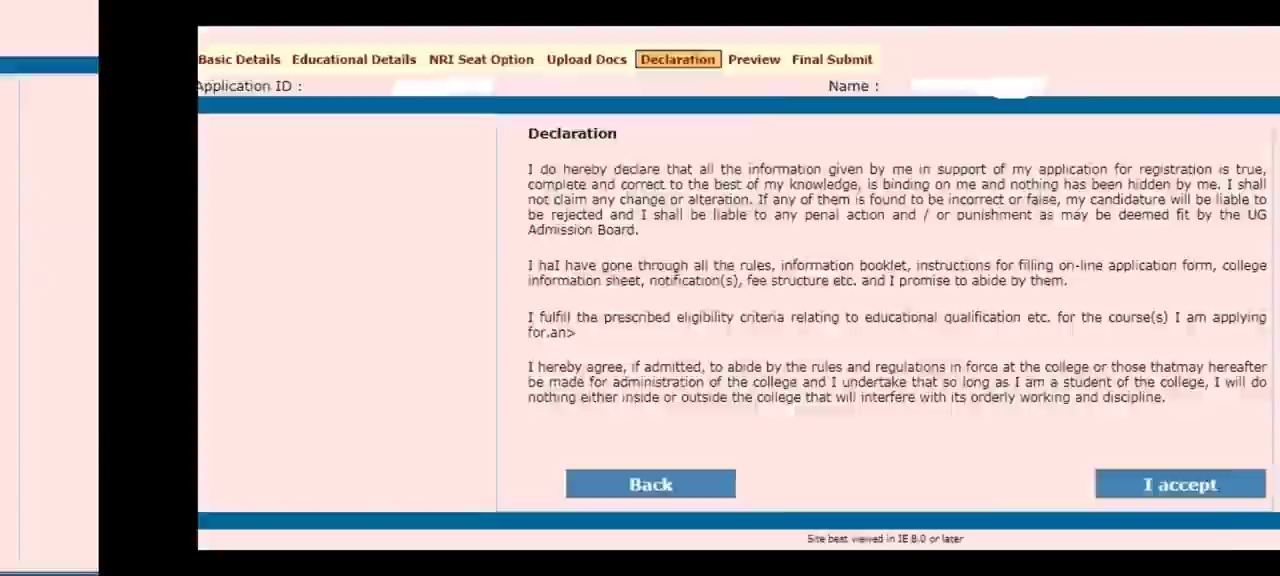 Basic Details Educational Details NRI Seat Option Upload Docs Declaration Preview Final Submit
Application ID : Name :
Declaration
I do hereby declare that all the information given by me in support of my application for registration is true,
complete and correct to the best of my knowledge, is binding on me and nothing has been hidden by me. I shall
not claim any change or alteration. If any of them is found to be incorrect or false, my candidature will be liable to
be rejected and I shall be liable to any penal action and / or punishment as may be deemed fit by the UG
Admission Board.
I haI have gone through all the rules, information booklet, instructions for filling on-line application form, college
information sheet, notification(s), fee structure etc. and I promise to abide by them.
I fulfill the prescribed eligibility criteria relating to educational qualification etc. for the course(s) I am applying
for.an>
I hereby agree, if admitted, to abide by the rules and regulations in force at the college or those thatmay hereafter
be made for administration of the college and I undertake that so long as I am a student of the college, I will do
nothing either inside or outside the college that will interfere with its orderly working and discipline.
Back I accept
Site best viewed in IE 8.0 or later